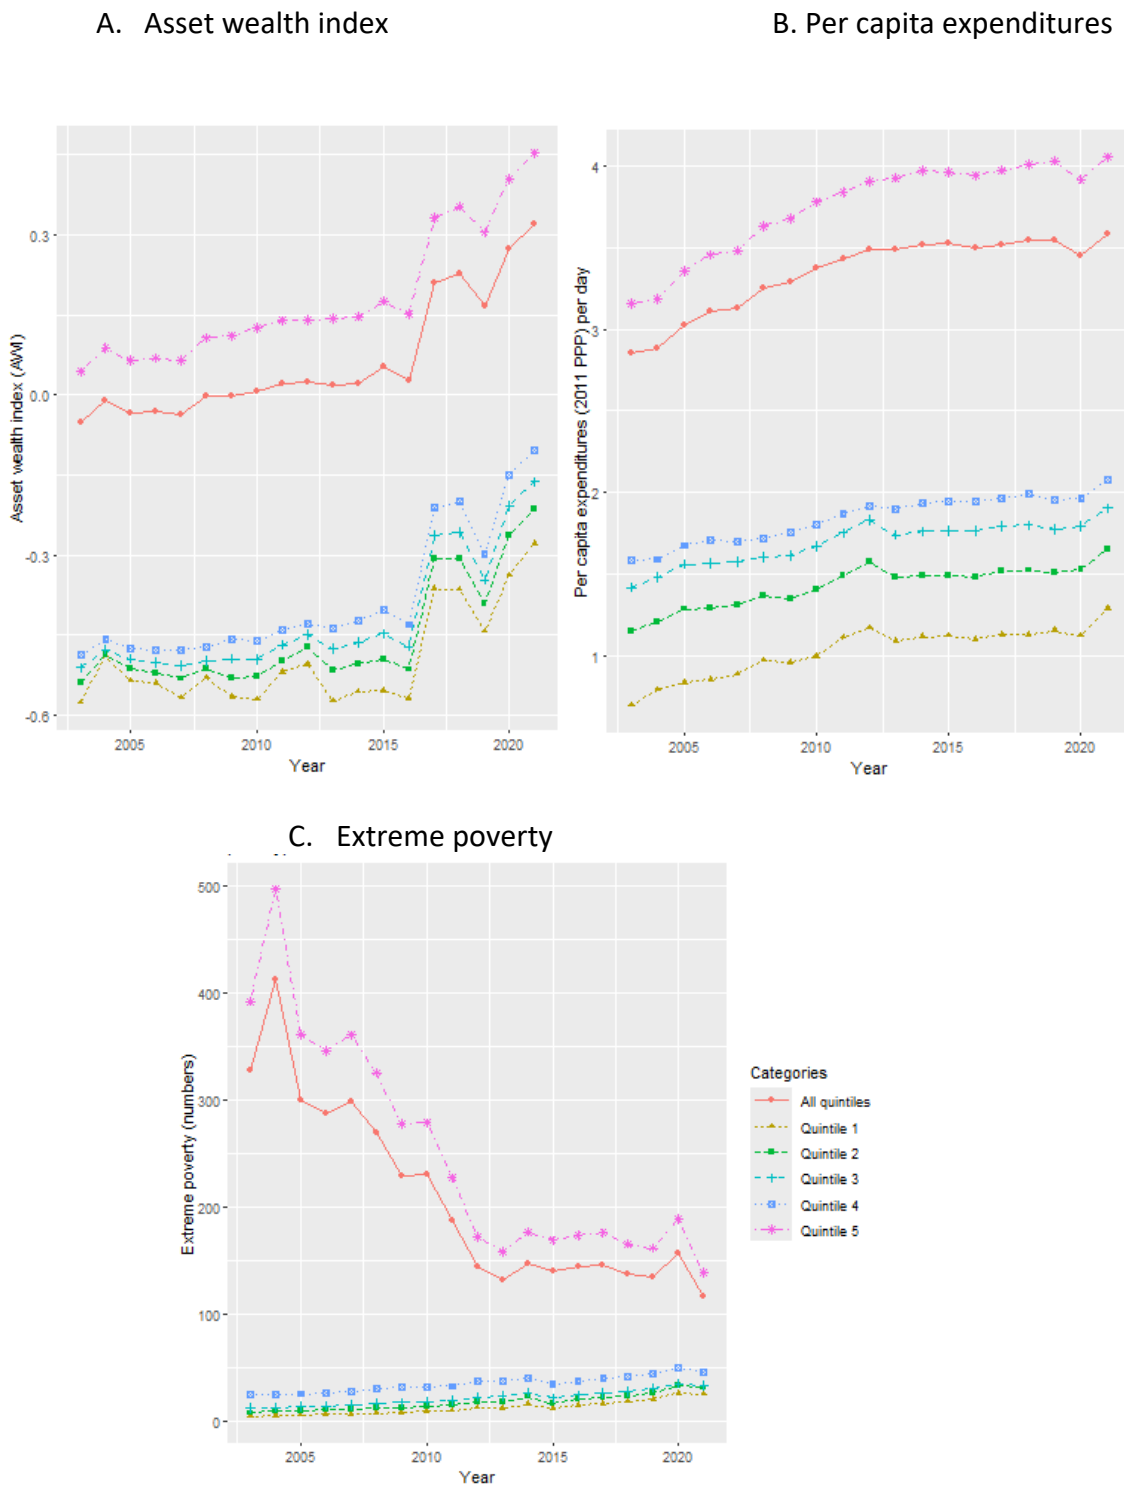 A. Asset wealth index
B. Per capita expenditures
Asset wealth index (AWI)
0.3
0.0
-0.3
-0.6
2005 2010 2015 2020
Year
Per capita expenditures (2011 PPP) per day
4
3
2
1
2005 2010 2015 2020
Year
C. Extreme poverty
Extreme poverty (numbers)
500
400
300
200
100
0
2005 2010 2015 2020
Year
Categories
All quintiles
Quintile 1
Quintile 2
Quintile 3
Quintile 4
Quintile 5